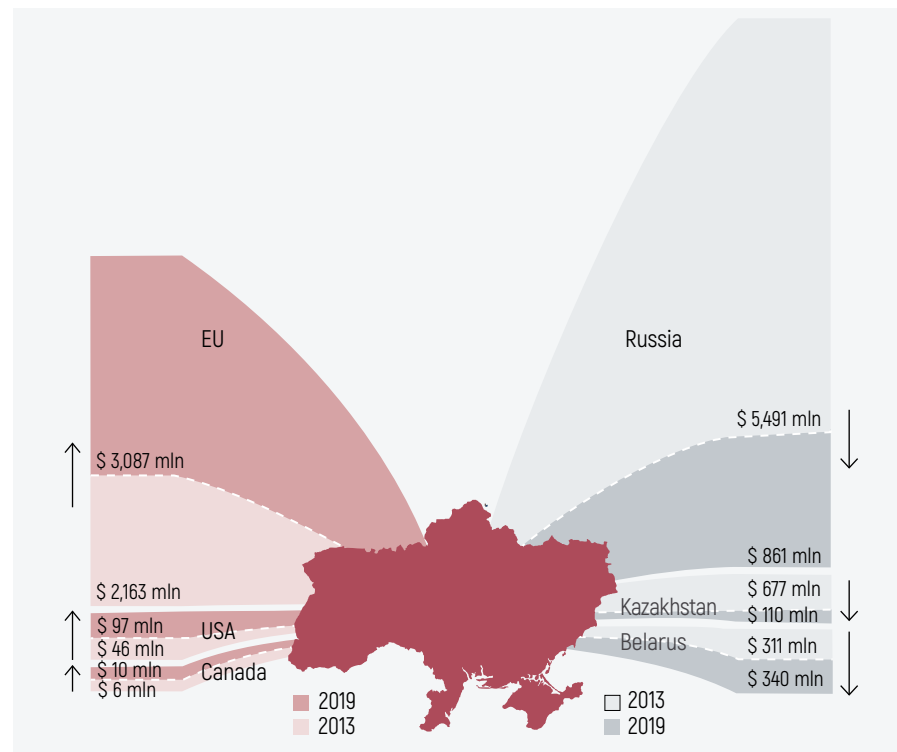 EU
$ 3,087 mln
$ 2,163 mln
$ 97 mln
USA
$ 46 mln
$ 10 mln
Canada
$ 6 mln
2019
2013
Russia
$ 5,491 mln
$ 861 mln
$ 677 mln
Kazakhstan
$ 110 mln
Belarus
$ 311 mln
$ 340 mln
2013
2019